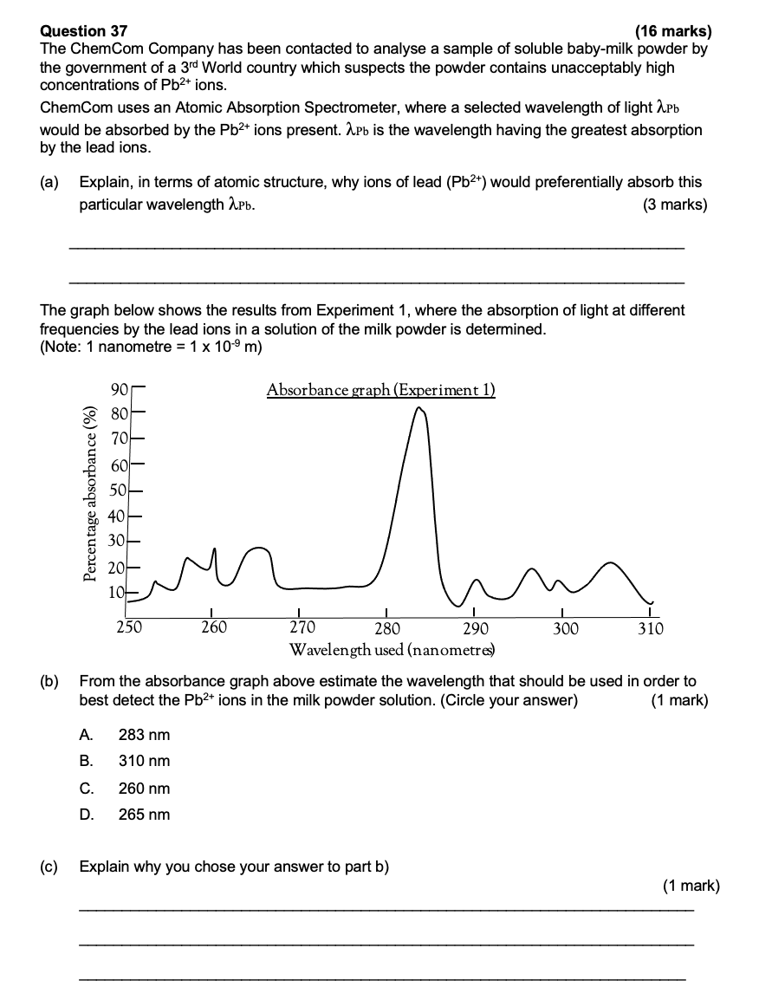 Question 37 (16 marks)
The ChemCom Company has been contacted to analyse a sample of soluble baby-milk powder by
the government of a 3rd World country which suspects the powder contains unacceptably high
concentrations of Pb2+ ions.
ChemCom uses an Atomic Absorption Spectrometer, where a selected wavelength of light λPb
would be absorbed by the Pb2+ ions present. λPb is the wavelength having the greatest absorption
by the lead ions.
(a) Explain, in terms of atomic structure, why ions of lead (Pb2+) would preferentially absorb this
particular wavelength λPb. (3 marks)
The graph below shows the results from Experiment 1, where the absorption of light at different
frequencies by the lead ions in a solution of the milk powder is determined.
(Note: 1 nanometre = 1 x 10-9 m)
Absorbance graph (Experiment 1)
Percentage absorbance (%)
90
80
70
60
50
40
30
20
10
250 260 270 280 290 300 310
Wavelength used (nanometres)
(b) From the absorbance graph above estimate the wavelength that should be used in order to
best detect the Pb2+ ions in the milk powder solution. (Circle your answer) (1 mark)
A. 283 nm
B. 310 nm
C. 260 nm
D. 265 nm
(c) Explain why you chose your answer to part b)
(1 mark)